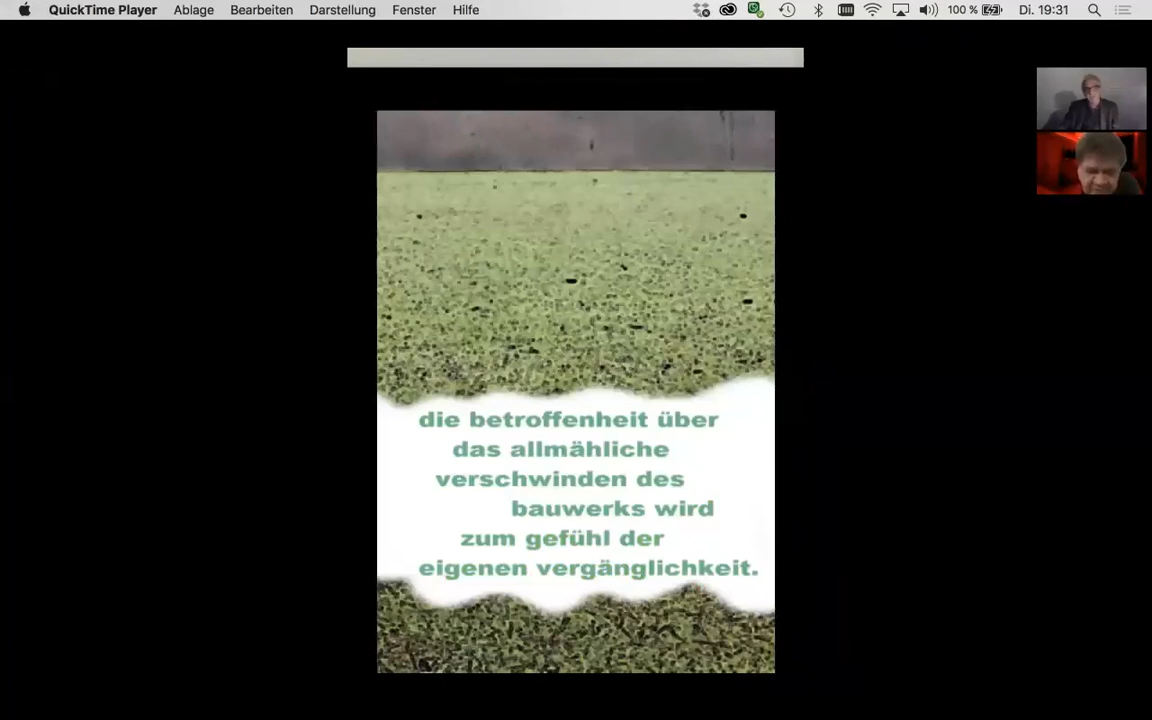 QuickTime Player Ablage Bearbeiten Darstellung Fenster Hilfe 100 % Di. 19:31
die betroffenheit über
das allmähliche
verschwinden des
bauwerks wird
zum gefühl der
eigenen vergänglichkeit.